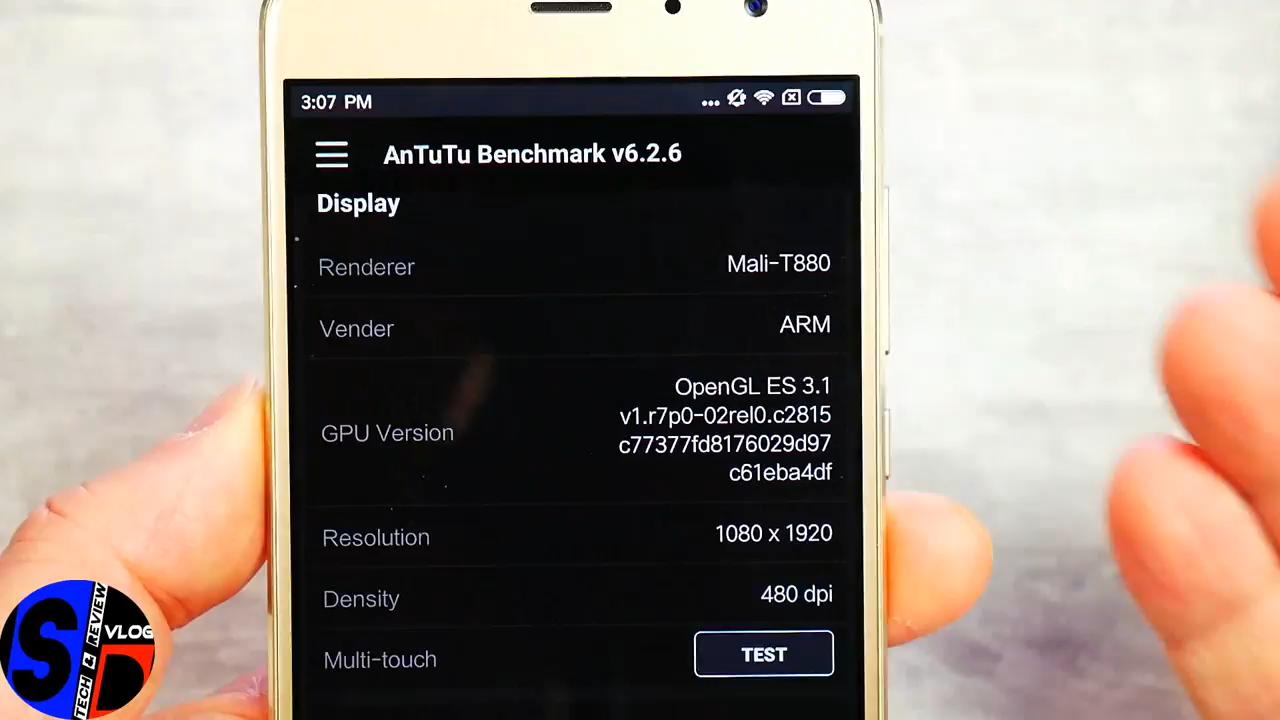 3:07 PM
AnTuTu Benchmark v6.2.6
Display
Renderer Mali-T880
Vender ARM
GPU Version OpenGL ES 3.1
v1.r7p0-02rel0.c2815
c77377fd8176029d97
c61eba4df
Resolution 1080 x 1920
Density 480 dpi
Multi-touch TEST
SD
TECH & REVIEW
VLOG